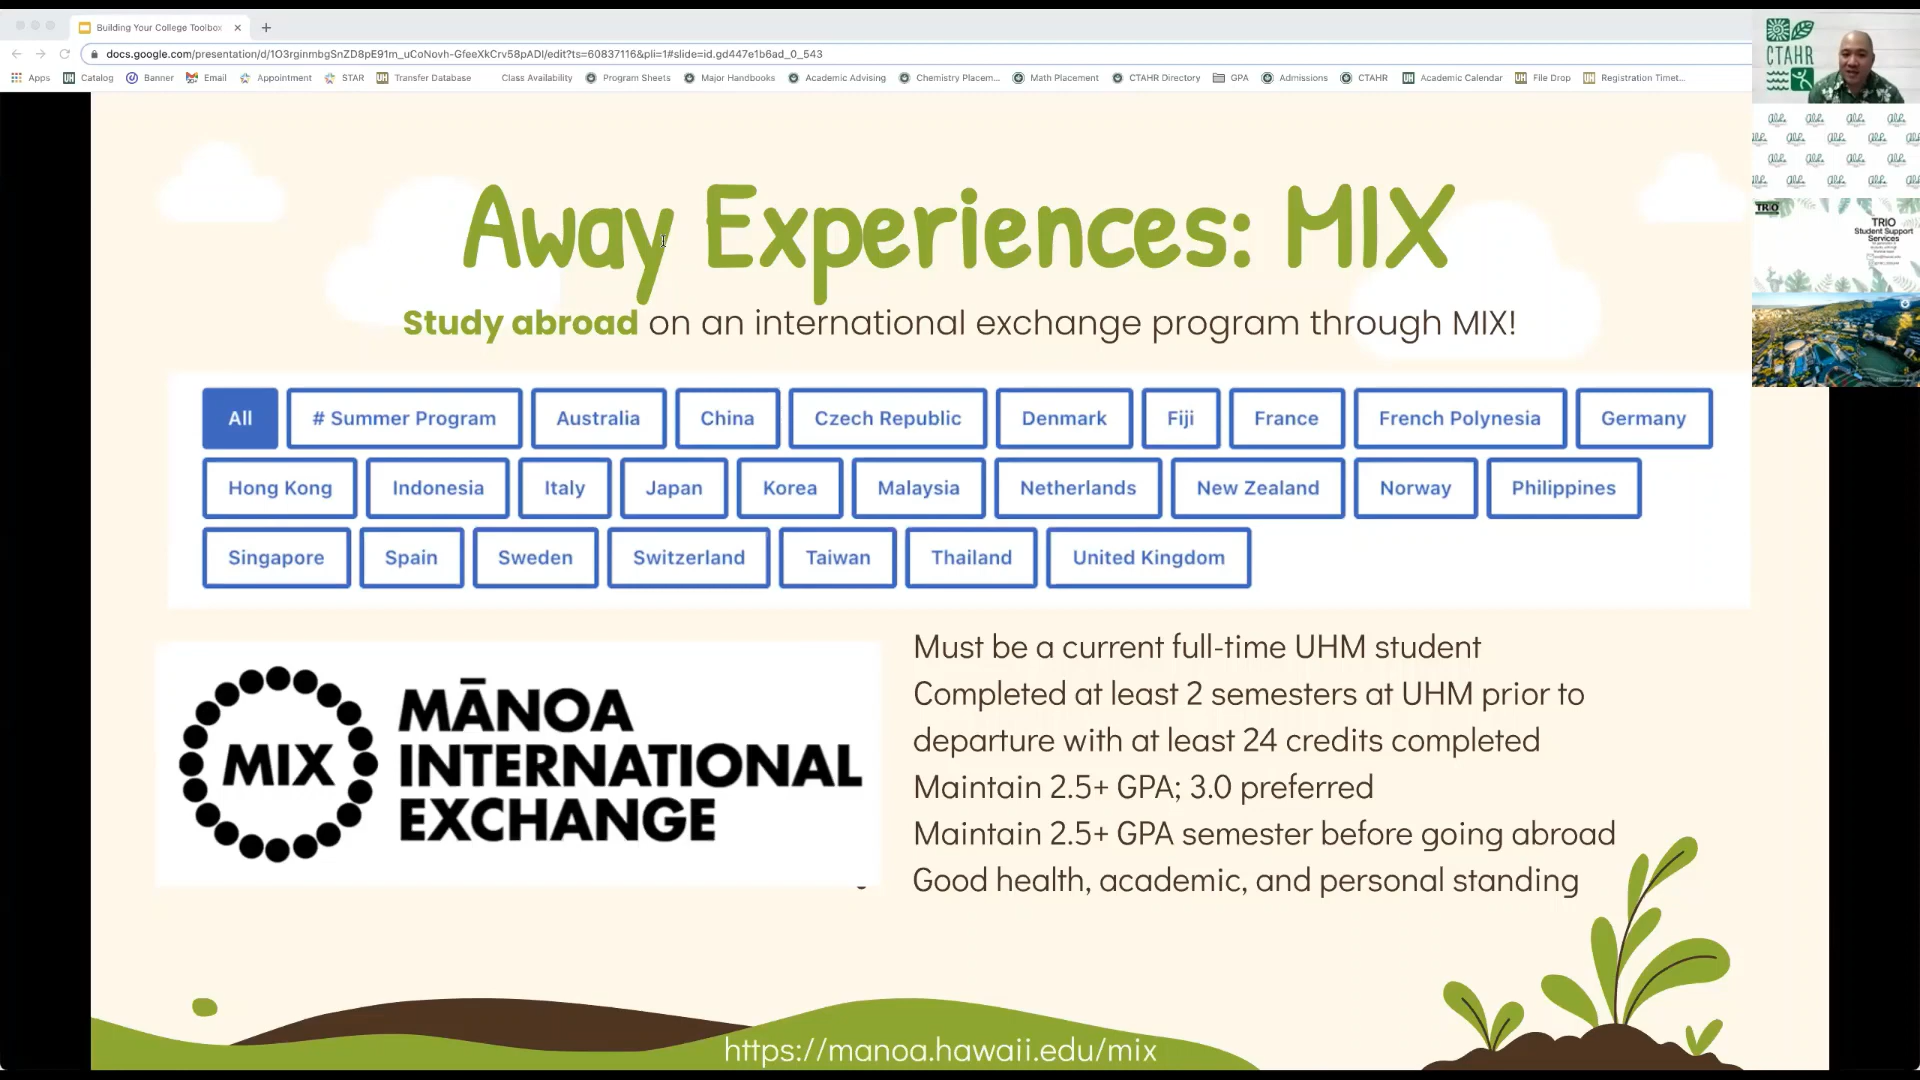 Building Your College Toolbox
docs.google.com/presentation/d/1O3rginrmbgSnZD8pE91m_uCoNovh-GfeeXkCrv58pADI/edit?ts=60837116&pli=1#slide=id.gd447e1b6ad_0_543
Apps Catalog Banner Email Appointment STAR Transfer Database Class Availability Program Sheets Major Handbooks Academic Advising Chemistry Placem... Math Placement CTAHR Directory GPA Admissions CTAHR Academic Calendar File Drop Registration Timet...
CTAHR
TRIO
TRIO
Student Support
Services
Away Experiences: MIX
Study abroad on an international exchange program through MIX!
All # Summer Program Australia China Czech Republic Denmark Fiji France French Polynesia Germany
Hong Kong Indonesia Italy Japan Korea Malaysia Netherlands New Zealand Norway Philippines
Singapore Spain Sweden Switzerland Taiwan Thailand United Kingdom
MIX
MĀNOA
INTERNATIONAL
EXCHANGE
Must be a current full-time UHM student
Completed at least 2 semesters at UHM prior to
departure with at least 24 credits completed
Maintain 2.5+ GPA; 3.0 preferred
Maintain 2.5+ GPA semester before going abroad
Good health, academic, and personal standing
https://manoa.hawaii.edu/mix